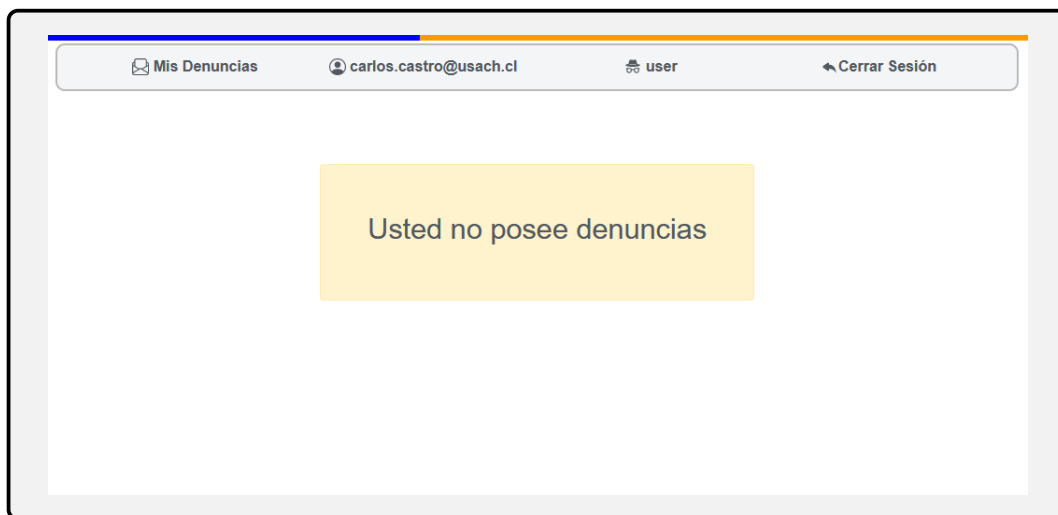 Mis Denuncias carlos.castro@usach.cl user Cerrar Sesión
Usted no posee denuncias